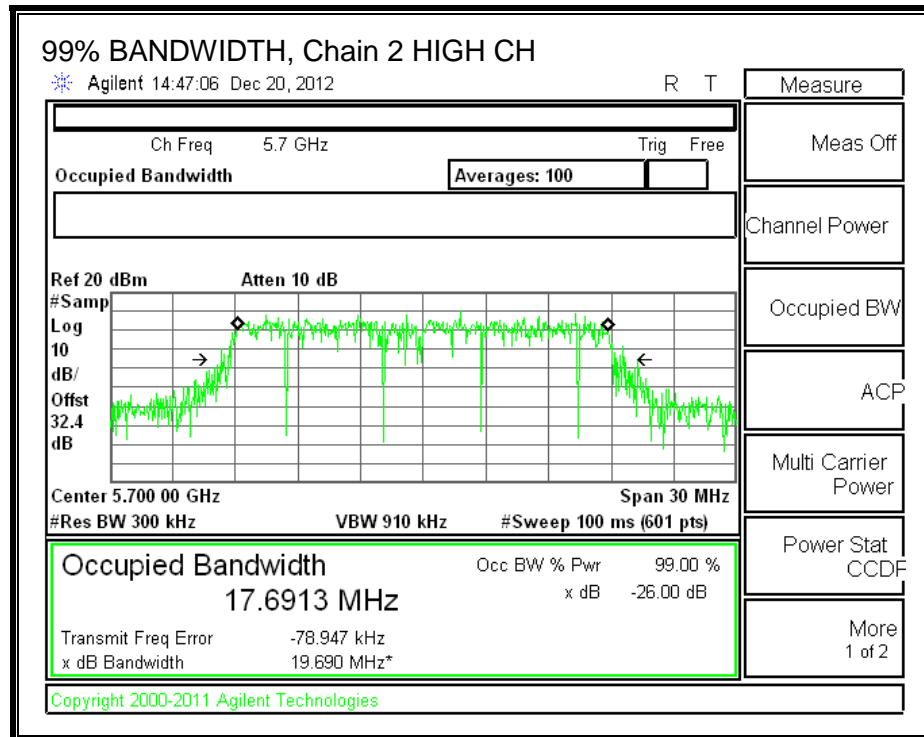 99% BANDWIDTH, Chain 2 HIGH CH
Agilent 14:47:06 Dec 20, 2012 R T
Measure
Ch Freq 5.7 GHz Trig Free
Meas Off
Occupied Bandwidth Averages: 100
Channel Power
Ref 20 dBm Atten 10 dB
#Samp
Log
10
dB/
Offst
32.4
dB
Occupied BW
ACP
Multi Carrier
Power
Center 5.700 00 GHz Span 30 MHz
#Res BW 300 kHz VBW 910 kHz #Sweep 100 ms (601 pts)
Power Stat
CCDF
Occupied Bandwidth Occ BW % Pwr 99.00 %
17.6913 MHz x dB -26.00 dB
Transmit Freq Error -78.947 kHz
x dB Bandwidth 19.690 MHz*
More
1 of 2
Copyright 2000-2011 Agilent Technologies